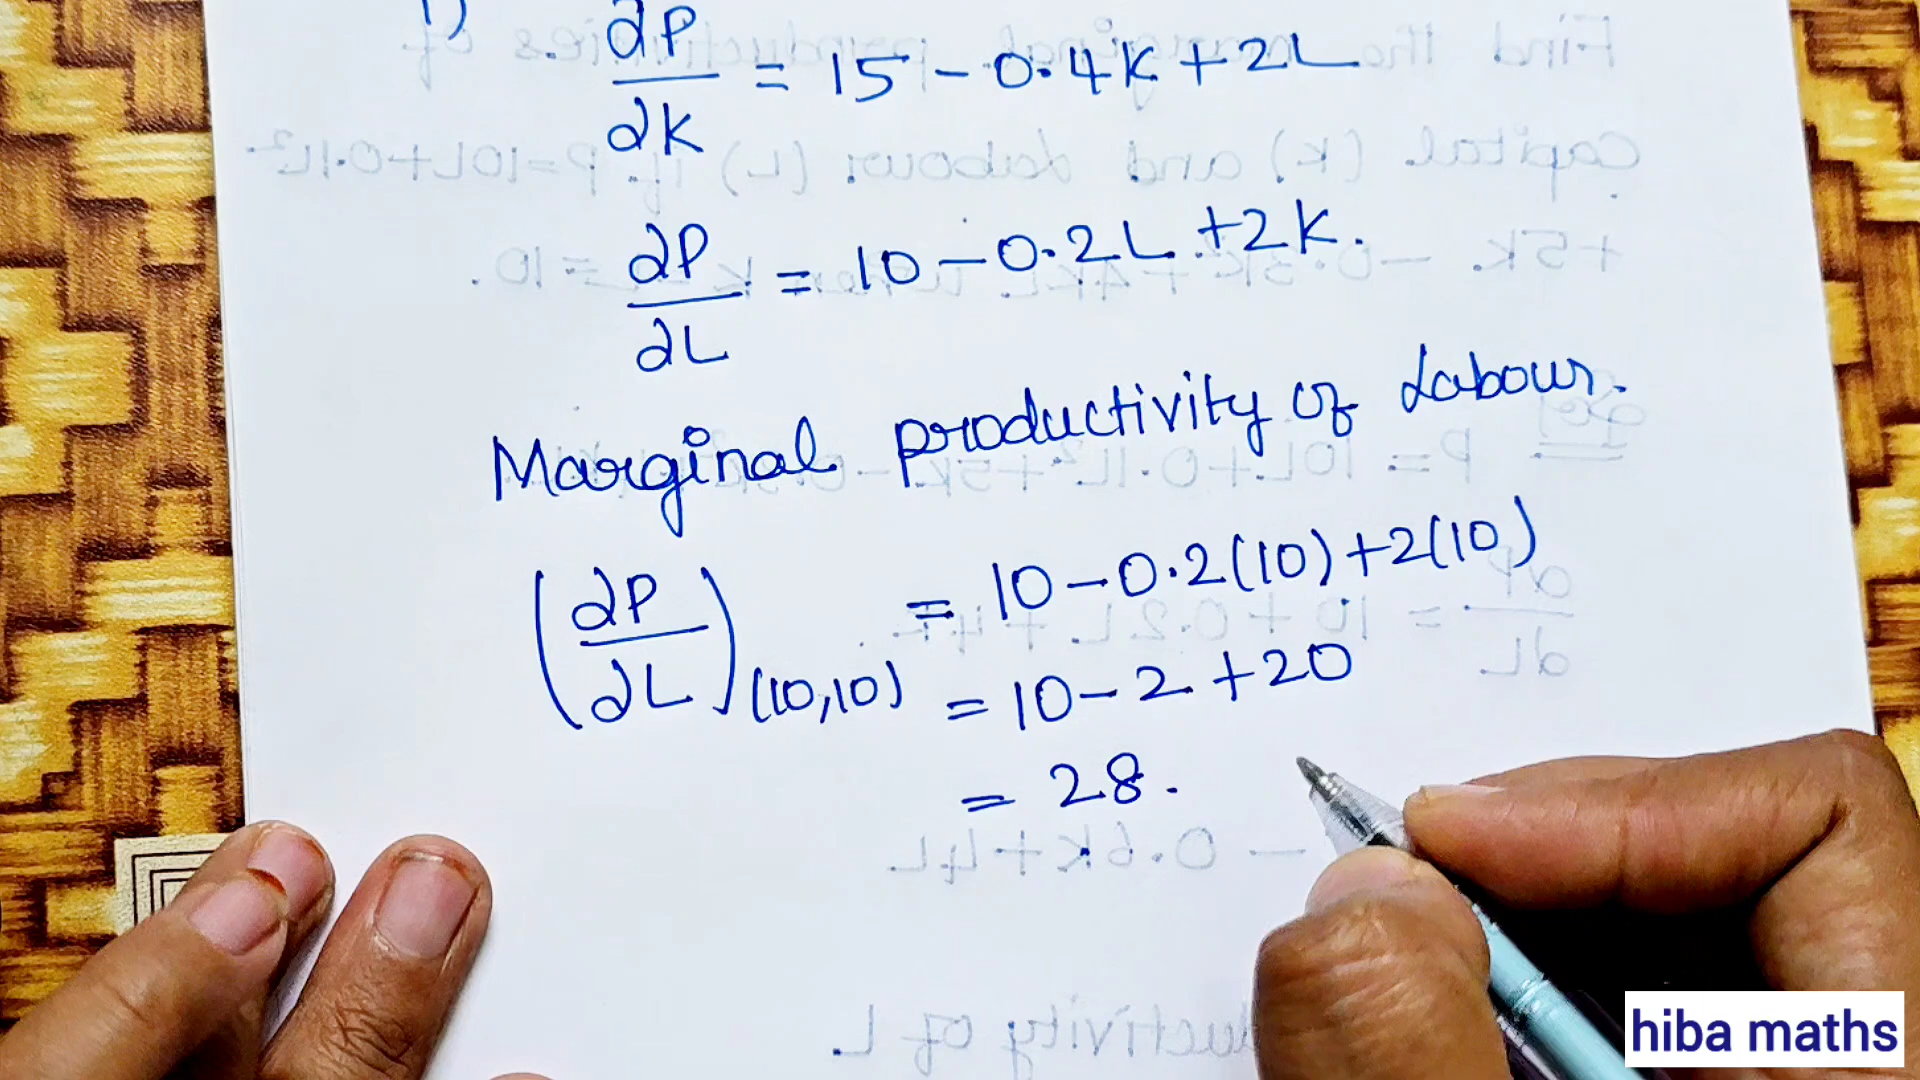 1) ∂P/∂K = 15 - 0.4K + 2L
∂P/∂L = 10 - 0.2L + 2K.
Marginal productivity of Labour.
(∂P/∂L)(10,10) = 10 - 0.2(10) + 2(10)
= 10 - 2 + 20
= 28.
hiba maths